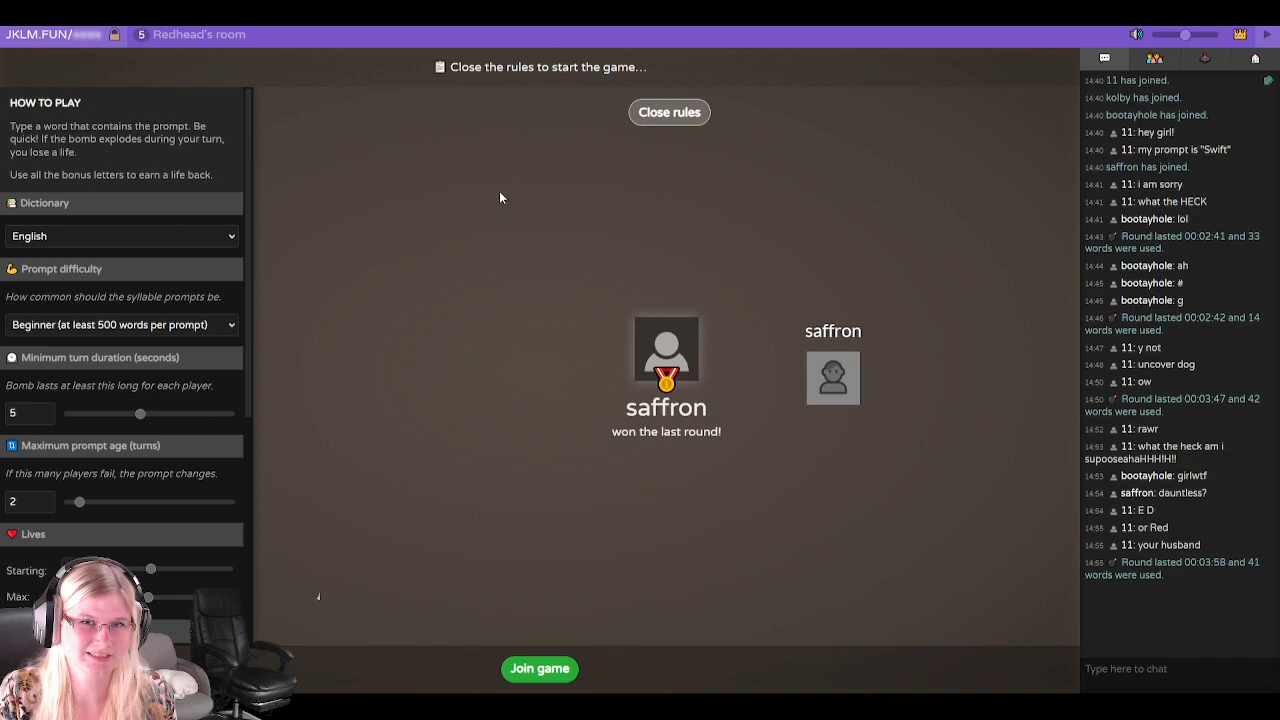 JKLM.FUN/
5 Redhead's room
Close the rules to start the game…
HOW TO PLAY
Type a word that contains the prompt. Be
quick! If the bomb explodes during your turn,
you lose a life.
Use all the bonus letters to earn a life back.
Dictionary
English
Prompt difficulty
How common should the syllable prompts be.
Beginner (at least 500 words per prompt)
Minimum turn duration (seconds)
Bomb lasts at least this long for each player.
5
Maximum prompt age (turns)
If this many players fail, the prompt changes.
2
Lives
Starting:
Max:
Close rules
saffron
won the last round!
saffron
Join game
14:40 11 has joined.
14:40 kolby has joined.
14:40 bootayhole has joined.
14:40 11: hey girl!
14:40 11: my prompt is "Swift"
14:40 saffron has joined.
14:41 11: i am sorry
14:41 11: what the HECK
14:41 bootayhole: lol
14:43 Round lasted 00:02:41 and 33
words were used.
14:44 bootayhole: ah
14:45 bootayhole: #
14:45 bootayhole: g
14:46 Round lasted 00:02:42 and 14
words were used.
14:47 11: y not
14:48 11: uncover dog
14:50 11: ow
14:50 Round lasted 00:03:47 and 42
words were used.
14:52 11: rawr
14:53 11: what the heck am i
supooseahaHHH!H!!
14:53 bootayhole: girlwtf
14:54 saffron: dauntless?
14:54 11: E D
14:55 11: or Red
14:55 11: your husband
14:55 Round lasted 00:03:58 and 41
words were used.
Type here to chat